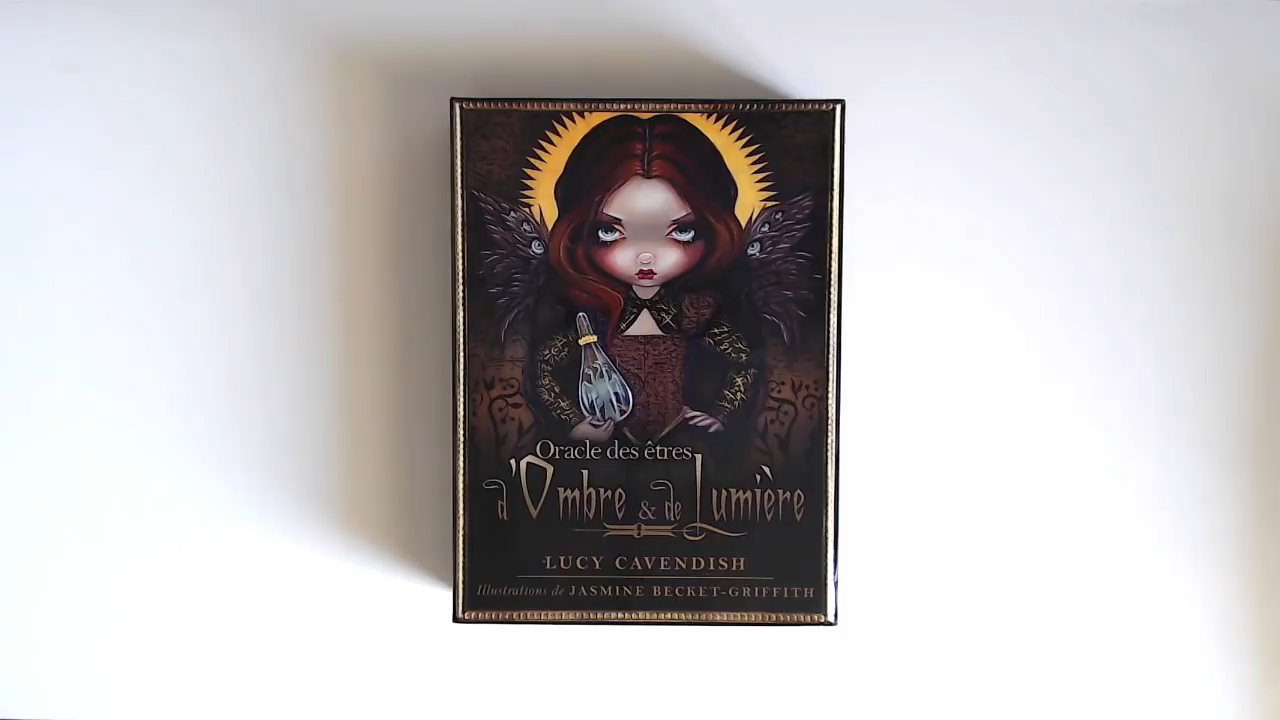 Oracle des êtres
d'Ombre & de Lumière
LUCY CAVENDISH
Illustrations de JASMINE BECKET-GRIFFITH